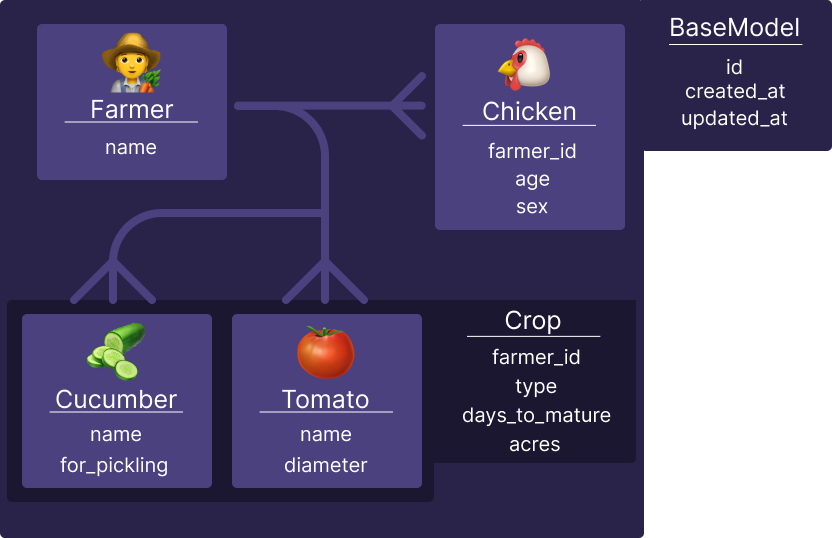 Farmer
name
Chicken
farmer_id
age
sex
BaseModel
id
created_at
updated_at
Cucumber
name
for_pickling
Tomato
name
diameter
Crop
farmer_id
type
days_to_mature
acres